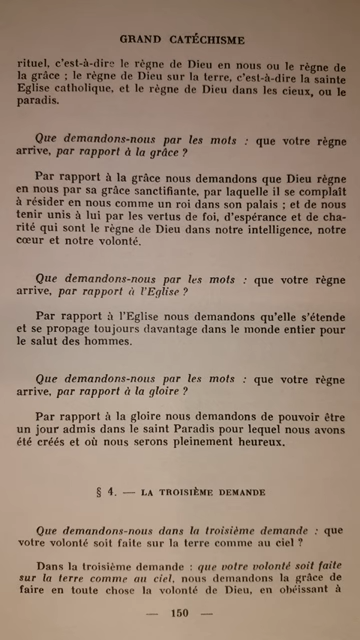 GRAND CATÉCHISME
rituel, c'est-à-dire le règne de Dieu en nous ou le règne de
la grâce ; le règne de Dieu sur la terre, c'est-à-dire la sainte
Eglise catholique, et le règne de Dieu dans les cieux, ou le
paradis.
Que demandons-nous par les mots : que votre règne
arrive, par rapport à la grâce ?
Par rapport à la grâce nous demandons que Dieu règne
en nous par sa grâce sanctifiante, par laquelle il se complaît
à résider en nous comme un roi dans son palais ; et de nous
tenir unis à lui par les vertus de foi, d'espérance et de cha-
rité qui sont le règne de Dieu dans notre intelligence, notre
cœur et notre volonté.
Que demandons-nous par les mots : que votre règne
arrive, par rapport à l'Eglise ?
Par rapport à l'Eglise nous demandons qu'elle s'étende
et se propage toujours davantage dans le monde entier pour
le salut des hommes.
Que demandons-nous par les mots : que votre règne
arrive, par rapport à la gloire ?
Par rapport à la gloire nous demandons de pouvoir être
un jour admis dans le saint Paradis pour lequel nous avons
été créés et où nous serons pleinement heureux.
§ 4. — LA TROISIÈME DEMANDE
Que demandons-nous dans la troisième demande : que
votre volonté soit faite sur la terre comme au ciel ?
Dans la troisième demande : que votre volonté soit faite
sur la terre comme au ciel, nous demandons la grâce de
faire en toute chose la volonté de Dieu, en obéissant à
— 150 —